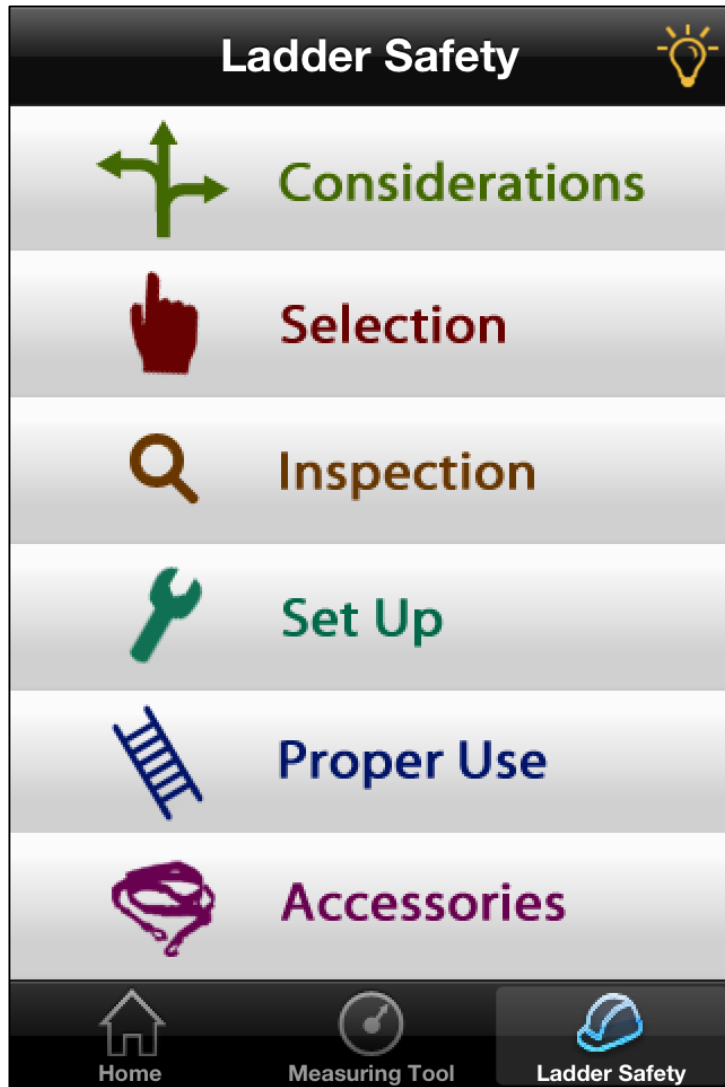 Ladder Safety
Considerations
Selection
Inspection
Set Up
Proper Use
Accessories
Home
Measuring Tool
Ladder Safety